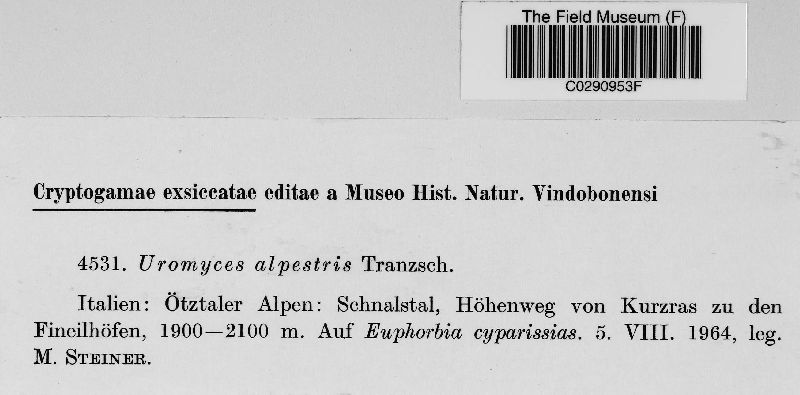 The Field Museum (F)
C0290953F
Cryptogamae exsiccatae editae a Museo Hist. Natur. Vindobonensi
4531. Uromyces alpestris Tranzsch.
Italien: Ötztaler Alpen: Schnalstal, Höhenweg von Kurzras zu den
Fineilhöfen, 1900—2100 m. Auf Euphorbia cyparissias. 5. VIII. 1964, leg.
M. STEINER.